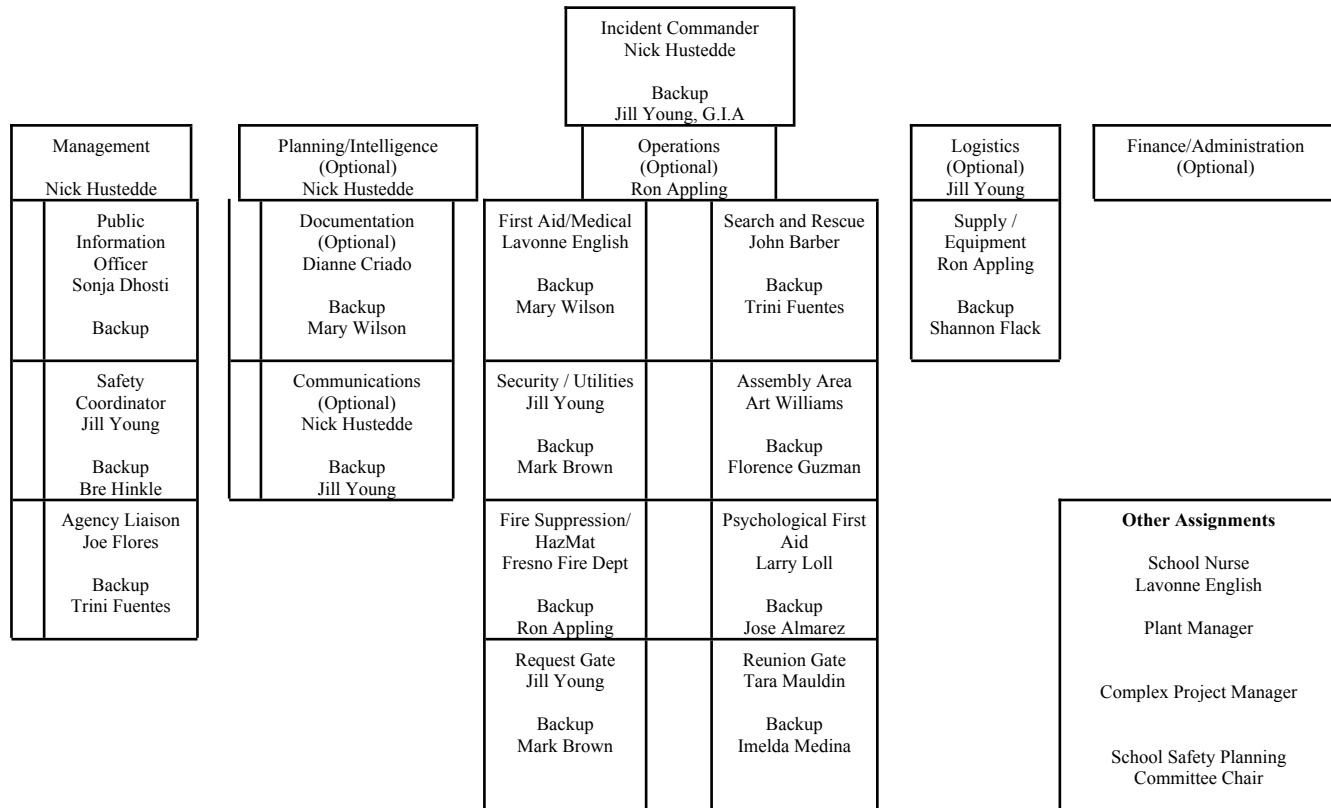 Incident Commander
Nick Hustedde
Backup
Jill Young, G.I.A
Management
Nick Hustedde
Planning/Intelligence
(Optional)
Nick Hustedde
Operations
(Optional)
Ron Appling
Logistics
(Optional)
Jill Young
Finance/Administration
(Optional)
Public
Information
Officer
Sonja Dhosti
Backup
Documentation
(Optional)
Dianne Criado
Backup
Mary Wilson
First Aid/Medical
Lavonne English
Backup
Mary Wilson
Search and Rescue
John Barber
Backup
Trini Fuentes
Supply /
Equipment
Ron Appling
Backup
Shannon Flack
Safety
Coordinator
Jill Young
Backup
Bre Hinkle
Communications
(Optional)
Nick Hustedde
Backup
Jill Young
Security / Utilities
Jill Young
Backup
Mark Brown
Assembly Area
Art Williams
Backup
Florence Guzman
Agency Liaison
Joe Flores
Backup
Trini Fuentes
Fire Suppression/
HazMat
Fresno Fire Dept
Backup
Ron Appling
Psychological First
Aid
Larry Loll
Backup
Jose Almarez
Request Gate
Jill Young
Backup
Mark Brown
Reunion Gate
Tara Mauldin
Backup
Imelda Medina
Other Assignments
School Nurse
Lavonne English
Plant Manager
Complex Project Manager
School Safety Planning
Committee Chair